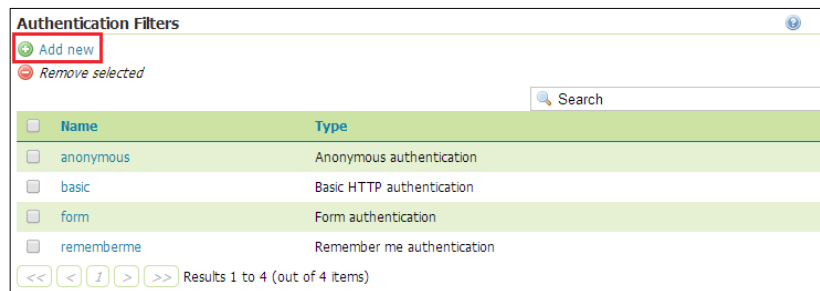 Authentication Filters
Add new
Remove selected
Search
Name Type
anonymous Anonymous authentication
basic Basic HTTP authentication
form Form authentication
rememberme Remember me authentication
<< < 1 > >> Results 1 to 4 (out of 4 items)